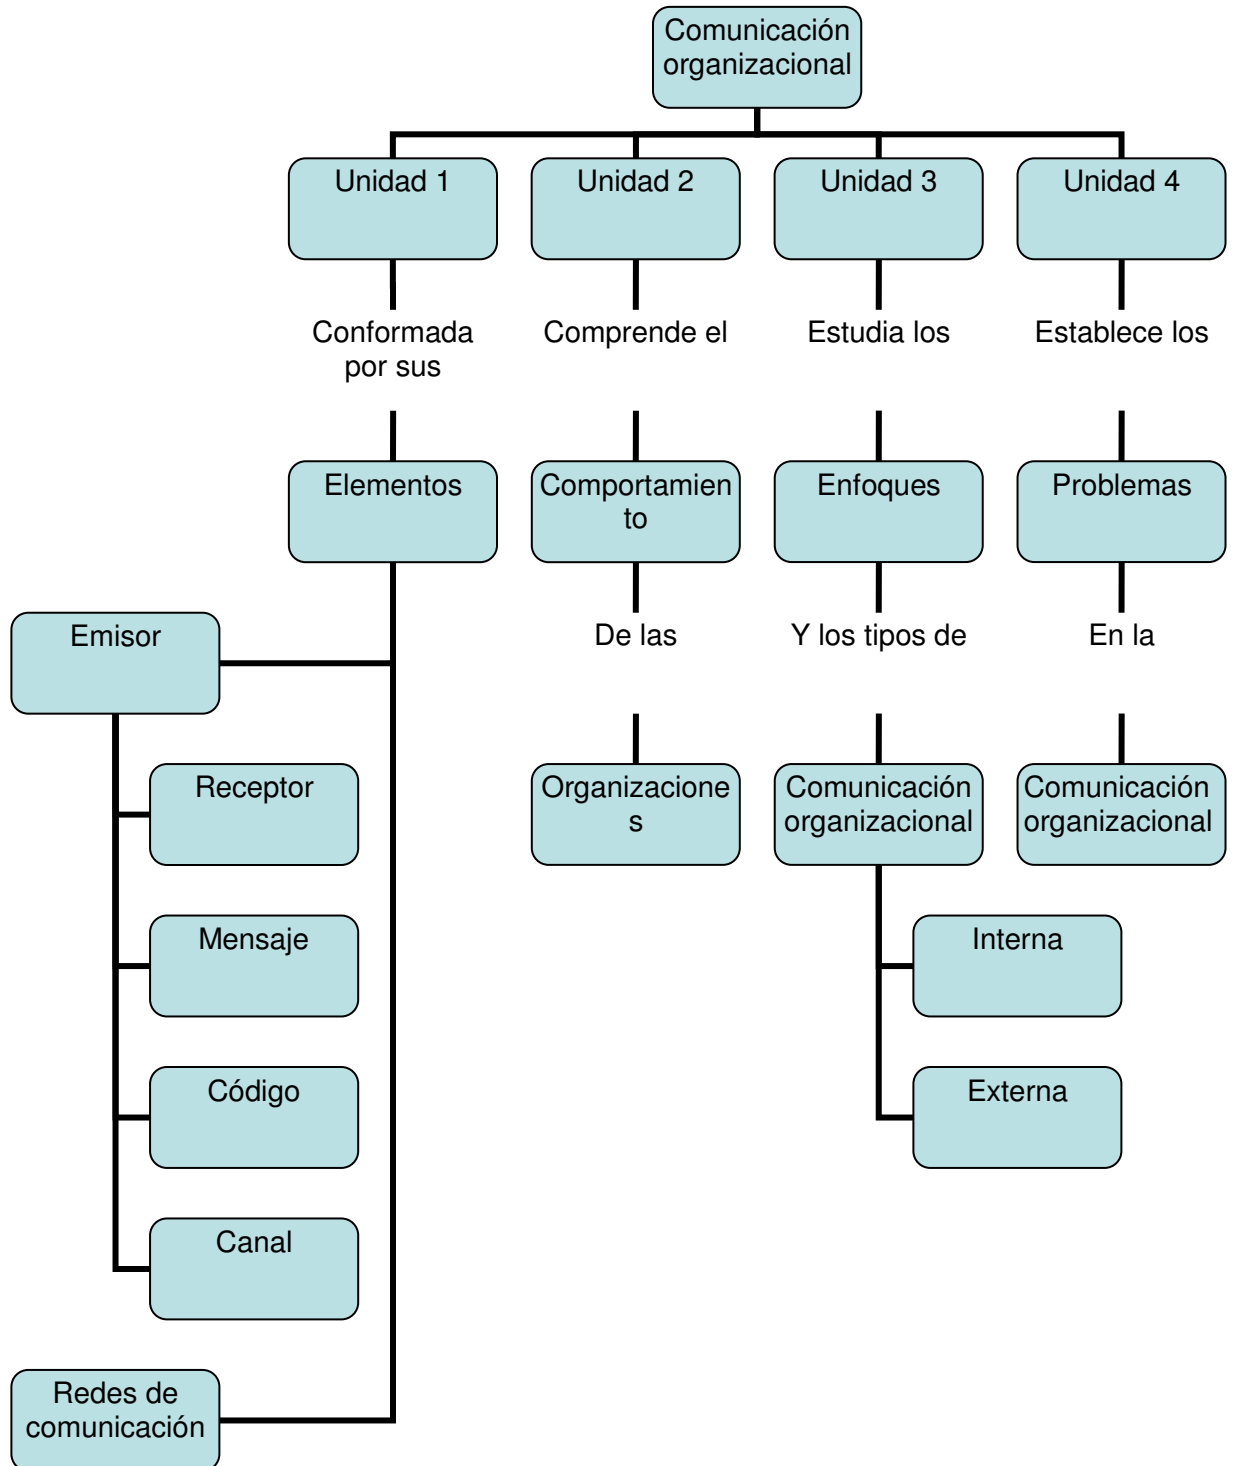 Comunicación
organizacional
Unidad 1
Unidad 2
Unidad 3
Unidad 4
Conformada
por sus
Comprende el
Estudia los
Establece los
Elementos
Comportamien
to
Enfoques
Problemas
Emisor
De las
Y los tipos de
En la
Receptor
Organizacione
s
Comunicación
organizacional
Comunicación
organizacional
Mensaje
Interna
Código
Externa
Canal
Redes de
comunicación